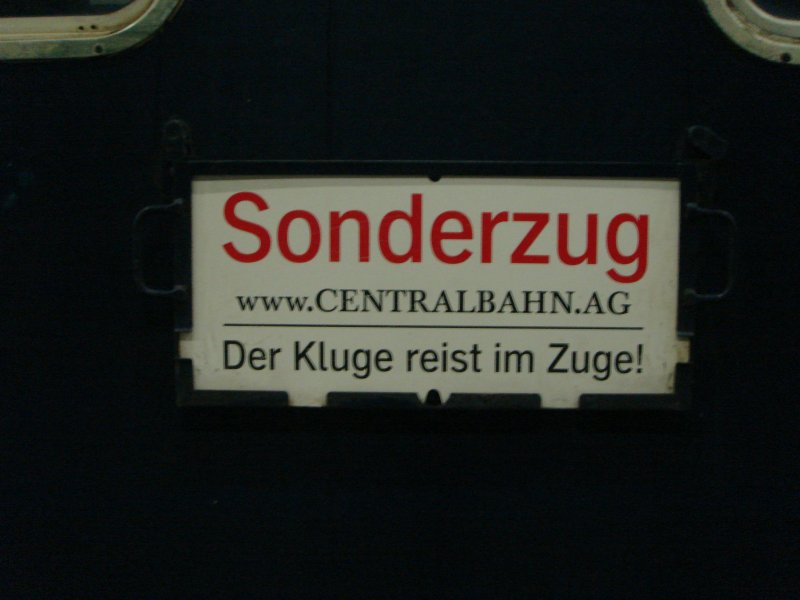 Sonderzug
www.CENTRALBAHN.AG
Der Kluge reist im Zuge!